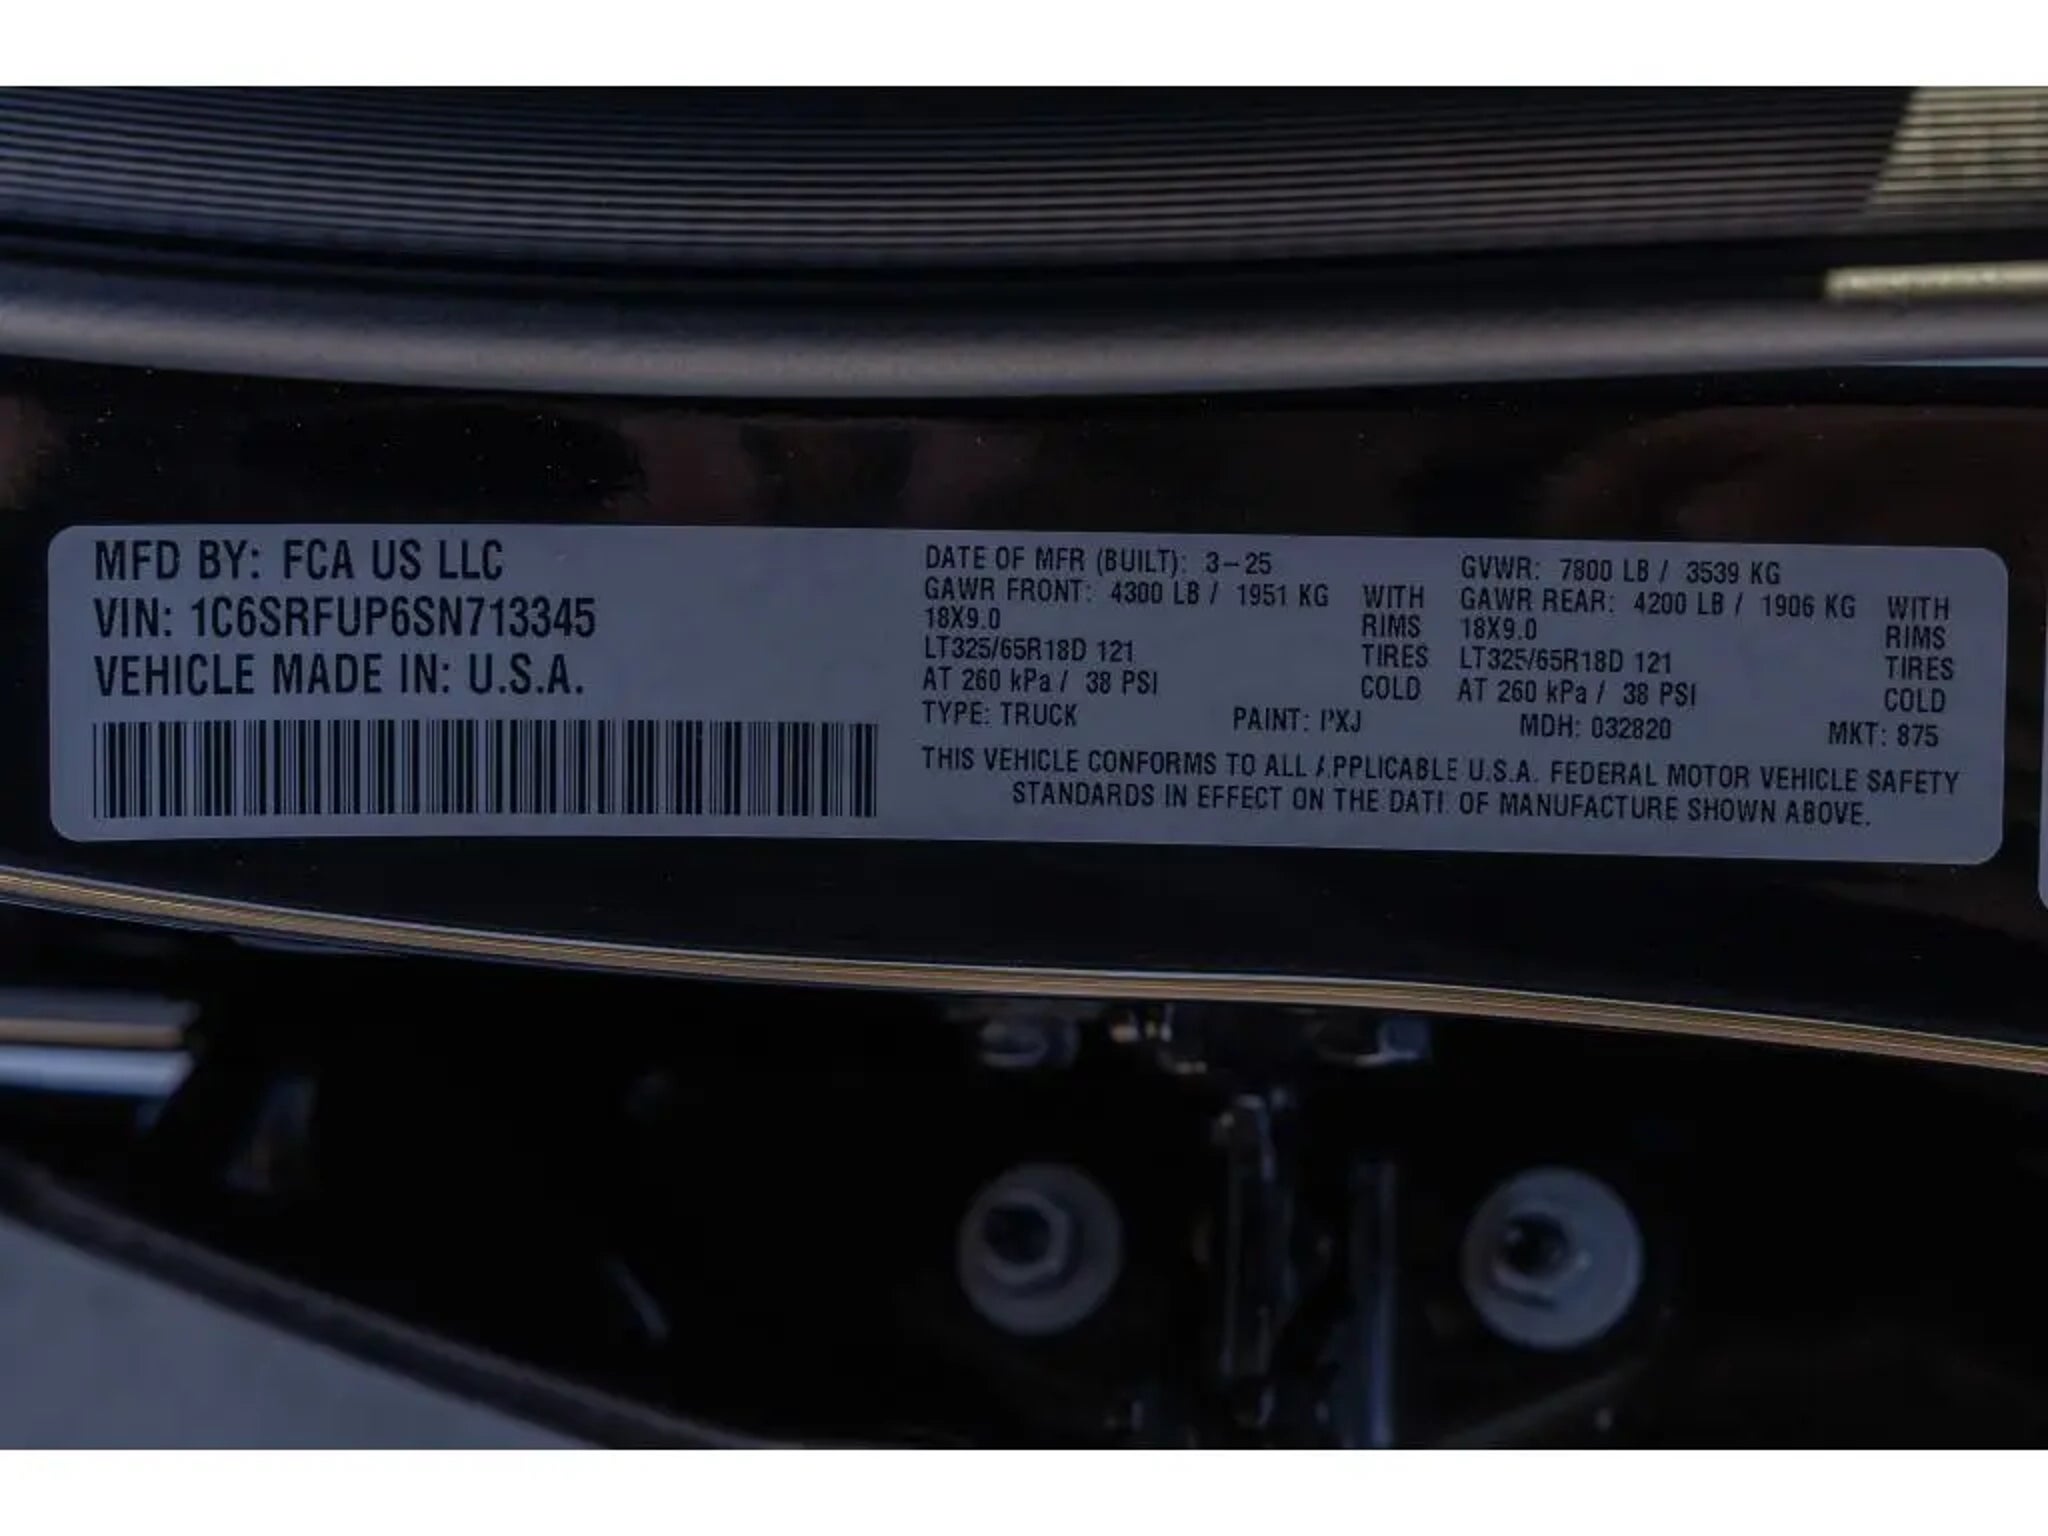 MFD BY: FCA US LLC
VIN: 1C6SRFUP6SN713345
VEHICLE MADE IN: U.S.A.
DATE OF MFR (BUILT): 3-25 GVWR: 7800 LB / 3539 KG
GAWR FRONT: 4300 LB / 1951 KG WITH GAWR REAR: 4200 LB / 1906 KG WITH
18X9.0 RIMS 18X9.0 RIMS
LT325/65R18D 121 TIRES LT325/65R18D 121 TIRES
AT 260 kPa / 38 PSI COLD AT 260 kPa / 38 PSI COLD
TYPE: TRUCK PAINT: PXJ MDH: 032820 MKT: 875
THIS VEHICLE CONFORMS TO ALL APPLICABLE U.S.A. FEDERAL MOTOR VEHICLE SAFETY
STANDARDS IN EFFECT ON THE DATE OF MANUFACTURE SHOWN ABOVE.